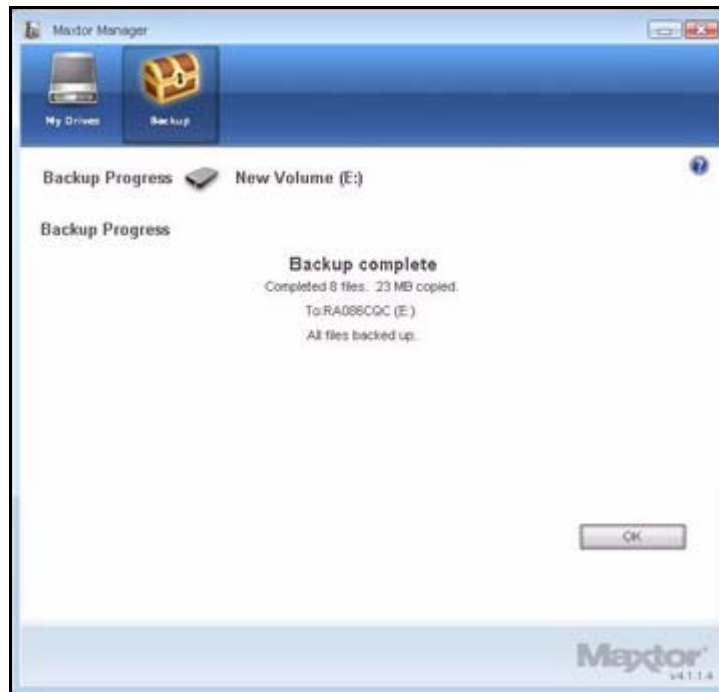 Maxtor Manager
My Drives
Backup
Backup Progress New Volume (E:)
Backup Progress
Backup complete
Completed 8 files. 23 MB copied.
To:RA086CQC (E:)
All files backed up.
OK
Maxtor
v4.1.1.4